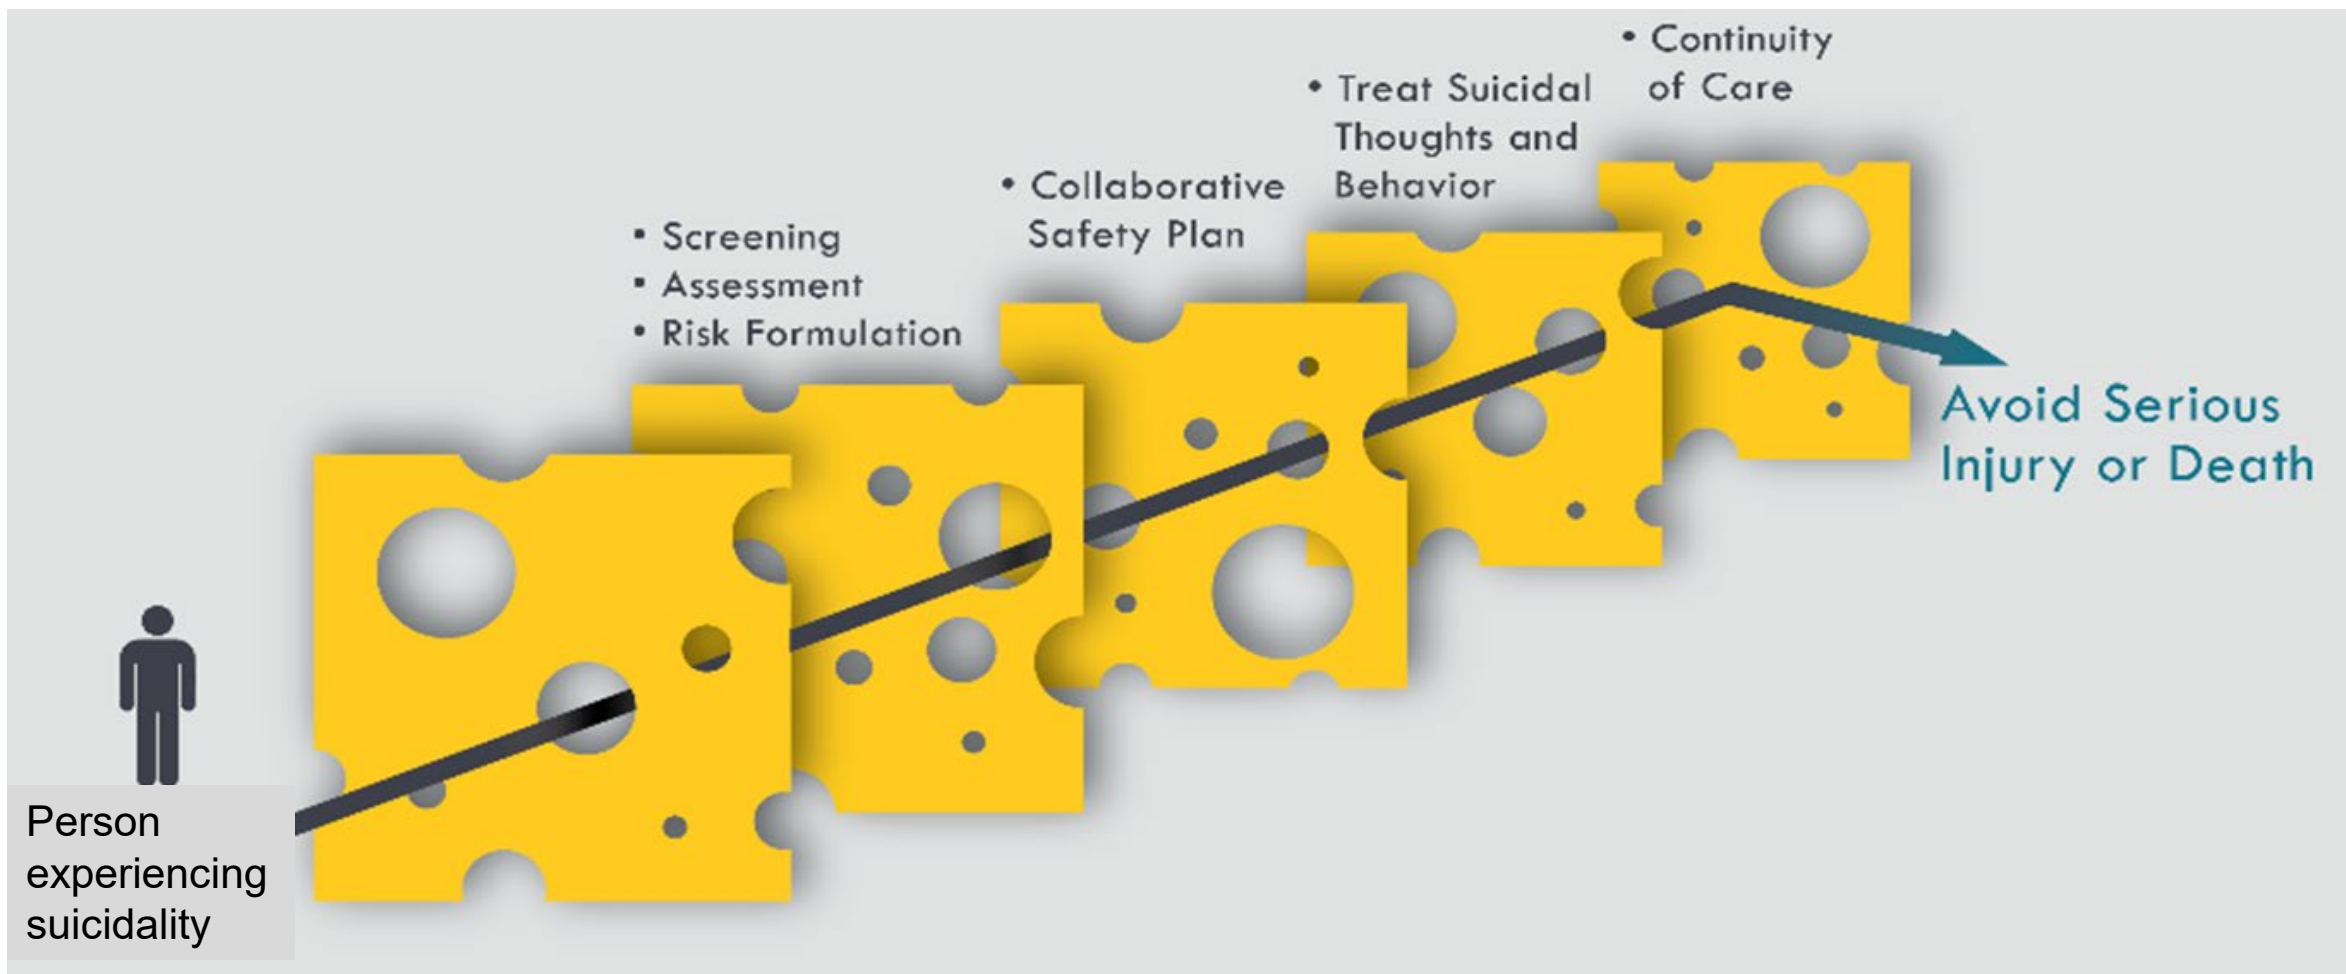 • Continuity
of Care
• Treat Suicidal
Thoughts and
Behavior
• Collaborative
Safety Plan
• Screening
• Assessment
• Risk Formulation
Avoid Serious
Injury or Death
Person
experiencing
suicidality